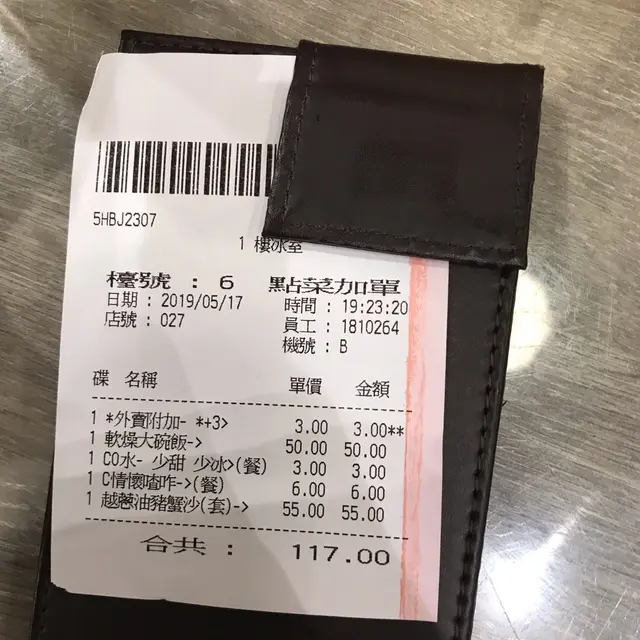 5HBJ2307
1 樓冰室
檯號 : 6 點菜加單
日期 : 2019/05/17 時間 : 19:23:20
店號 : 027 員工 : 1810264
機號 : B
碟 名稱 單價 金額
1 *外賣附加- *+3> 3.00 3.00**
1 軟燥大碗飯-> 50.00 50.00
1 CO水- 少甜 少冰>(餐) 3.00 3.00
1 C情懷喳咋->(餐) 6.00 6.00
1 越蔥油豬蟹沙(套)-> 55.00 55.00
合共 : 117.00